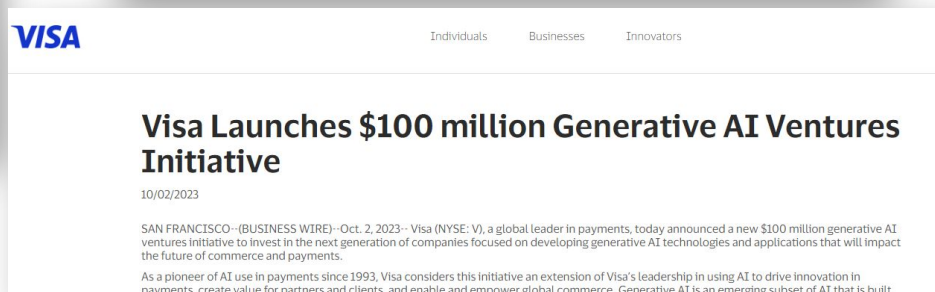 VISA
Individuals Businesses Innovators
Visa Launches $100 million Generative AI Ventures
Initiative
10/02/2023
SAN FRANCISCO--(BUSINESS WIRE)--Oct. 2, 2023-- Visa (NYSE: V), a global leader in payments, today announced a new $100 million generative AI
ventures initiative to invest in the next generation of companies focused on developing generative AI technologies and applications that will impact
the future of commerce and payments.
As a pioneer of AI use in payments since 1993, Visa considers this initiative an extension of Visa's leadership in using AI to drive innovation in
payments, create value for partners and clients, and enable and empower global commerce. Generative AI is an emerging subset of AI that is built